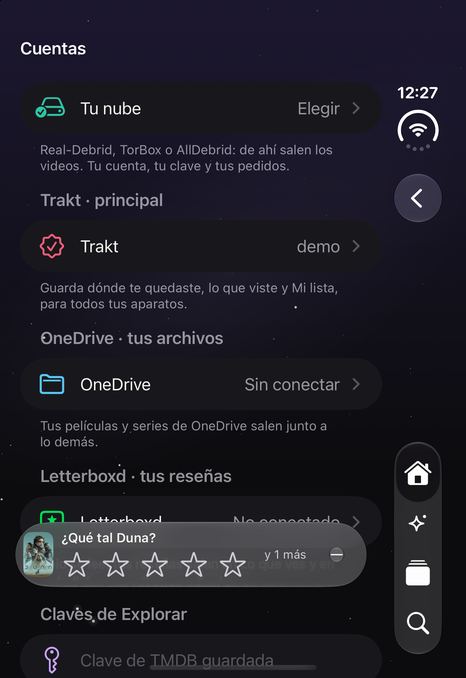 Cuentas
12:27
Tu nube
Elegir
Real-Debrid, TorBox o AllDebrid: de ahí salen los
videos. Tu cuenta, tu clave y tus pedidos.
Trakt · principal
Trakt
demo
Guarda dónde te quedaste, lo que viste y Mi lista,
para todos tus aparatos.
OneDrive · tus archivos
OneDrive
Sin conectar
Tus películas y series de OneDrive salen junto a
lo demás.
Letterboxd · tus reseñas
Letterboxd
No conectado
¿Qué tal Duna?
y 1 más
Claves de Explorar
Clave de TMDB guardada